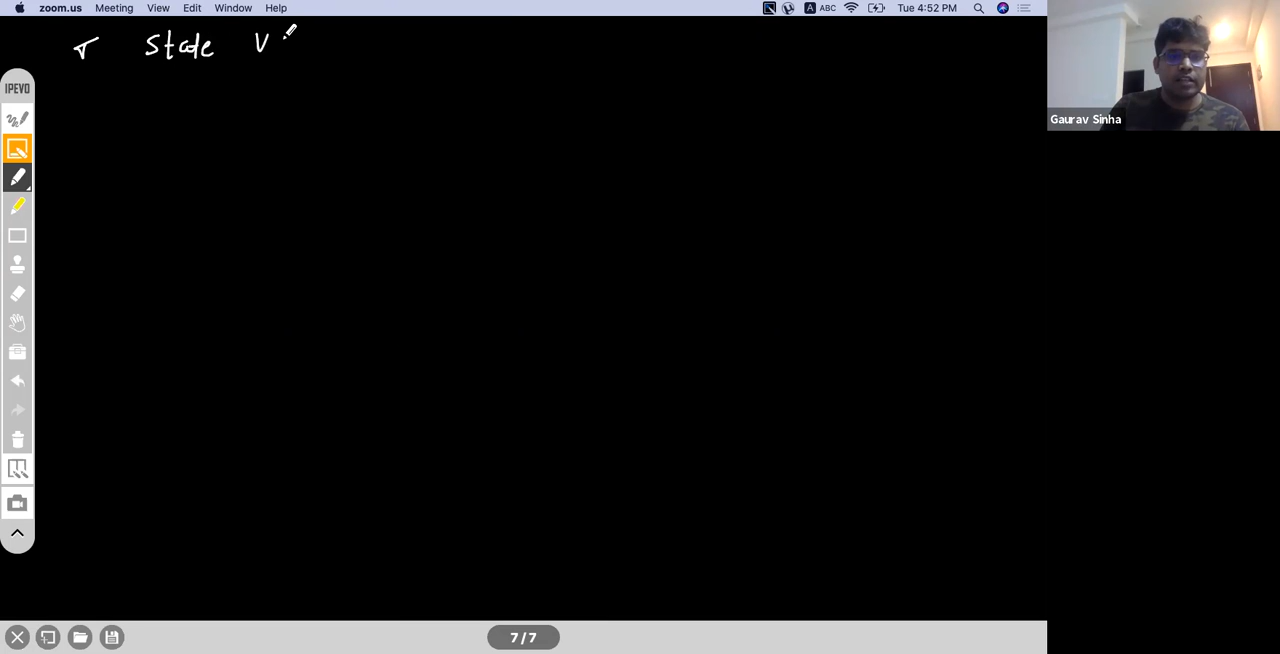 zoom.us Meeting View Edit Window Help A ABC Tue 4:52 PM
State V
IPEVO
Gaurav Sinha
7/7